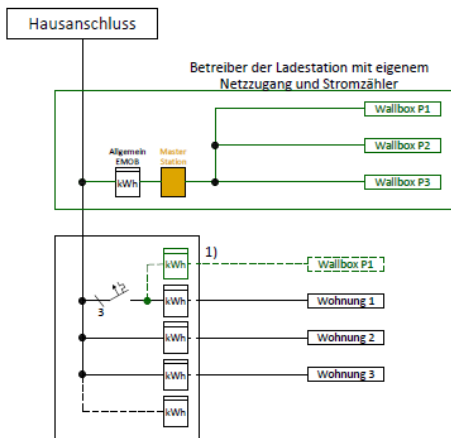 Hausanschluss
Betreiber der Ladestation mit eigenem
Netzzugang und Stromzähler
Wallbox P1
Allgemein
EMOB
Master
Station
Wallbox P2
kWh
Wallbox P3
1)
kWh
Wallbox P1
3
kWh
Wohnung 1
kWh
Wohnung 2
kWh
Wohnung 3
kWh